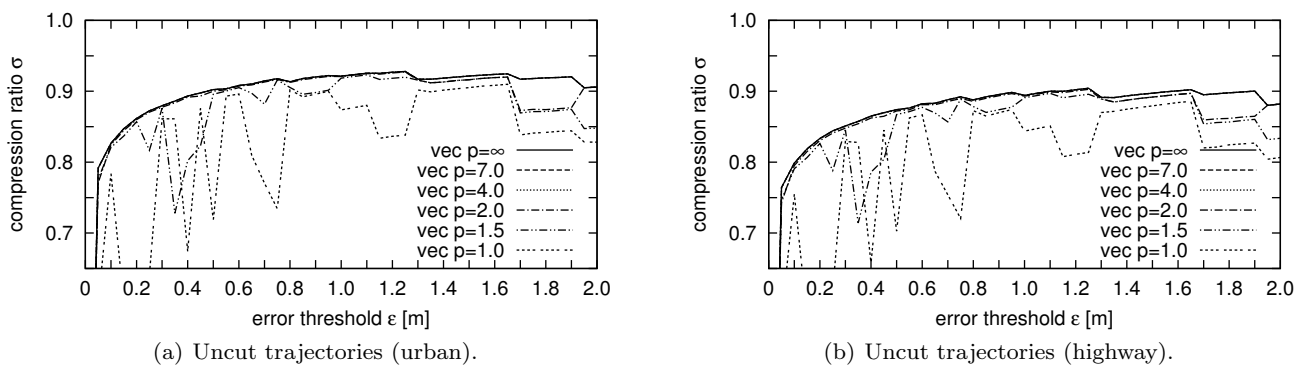 1.0
0.9
0.8
0.7
compression ratio σ
vec p=∞
vec p=7.0
vec p=4.0
vec p=2.0
vec p=1.5
vec p=1.0
0 0.2 0.4 0.6 0.8 1.0 1.2 1.4 1.6 1.8 2.0
error threshold ε [m]
(a) Uncut trajectories (urban).
1.0
0.9
0.8
0.7
compression ratio σ
vec p=∞
vec p=7.0
vec p=4.0
vec p=2.0
vec p=1.5
vec p=1.0
0 0.2 0.4 0.6 0.8 1.0 1.2 1.4 1.6 1.8 2.0
error threshold ε [m]
(b) Uncut trajectories (highway).